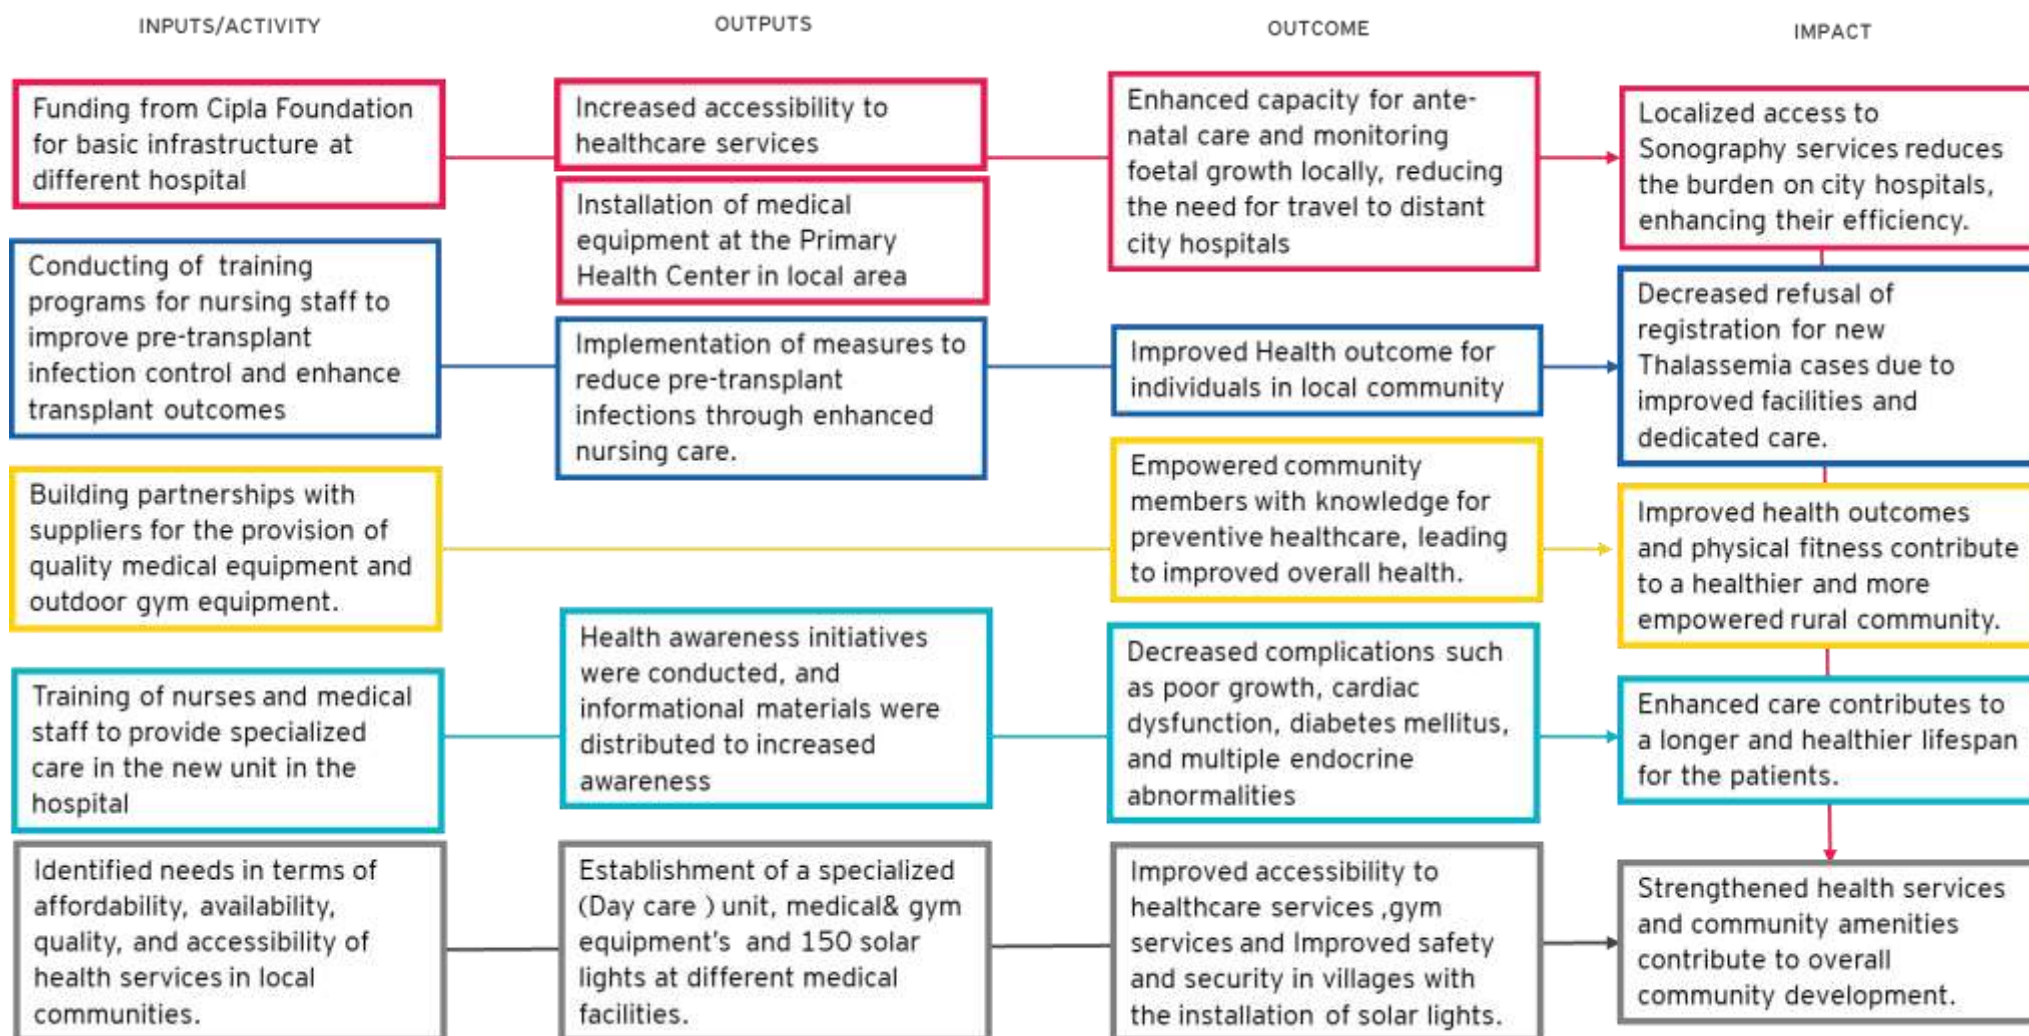 INPUTS/ACTIVITY
OUTPUTS
OUTCOME
IMPACT
Funding from Cipla Foundation
for basic infrastructure at
different hospital
Increased accessibility to
healthcare services
Installation of medical
equipment at the Primary
Health Center in local area
Enhanced capacity for ante-
natal care and monitoring
foetal growth locally, reducing
the need for travel to distant
city hospitals
Localized access to
Sonography services reduces
the burden on city hospitals,
enhancing their efficiency.
Conducting of training
programs for nursing staff to
improve pre-transplant
infection control and enhance
transplant outcomes
Implementation of measures to
reduce pre-transplant
infections through enhanced
nursing care.
Improved Health outcome for
individuals in local community
Decreased refusal of
registration for new
Thalassemia cases due to
improved facilities and
dedicated care.
Building partnerships with
suppliers for the provision of
quality medical equipment and
outdoor gym equipment.
Empowered community
members with knowledge for
preventive healthcare, leading
to improved overall health.
Improved health outcomes
and physical fitness contribute
to a healthier and more
empowered rural community.
Training of nurses and medical
staff to provide specialized
care in the new unit in the
hospital
Health awareness initiatives
were conducted, and
informational materials were
distributed to increased
awareness
Decreased complications such
as poor growth, cardiac
dysfunction, diabetes mellitus,
and multiple endocrine
abnormalities
Enhanced care contributes to
a longer and healthier lifespan
for the patients.
Identified needs in terms of
affordability, availability,
quality, and accessibility of
health services in local
communities.
Establishment of a specialized
(Day care ) unit, medical& gym
equipment's and 150 solar
lights at different medical
facilities.
Improved accessibility to
healthcare services ,gym
services and Improved safety
and security in villages with
the installation of solar lights.
Strengthened health services
and community amenities
contribute to overall
community development.